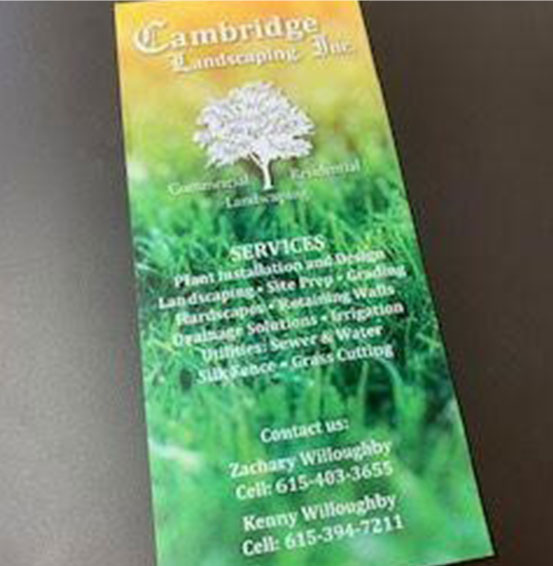 Cambridge
Landscaping, Inc.
Commercial Residential
Landscaping
SERVICES
Plant Installation and Design
Landscaping • Site Prep • Grading
Hardscapes • Retaining Walls
Drainage Solutions • Irrigation
Utilities: Sewer & Water
Silk Fence • Grass Cutting
Contact us:
Zachary Willoughby
Cell: 615-403-3655
Kenny Willoughby
Cell: 615-394-7211